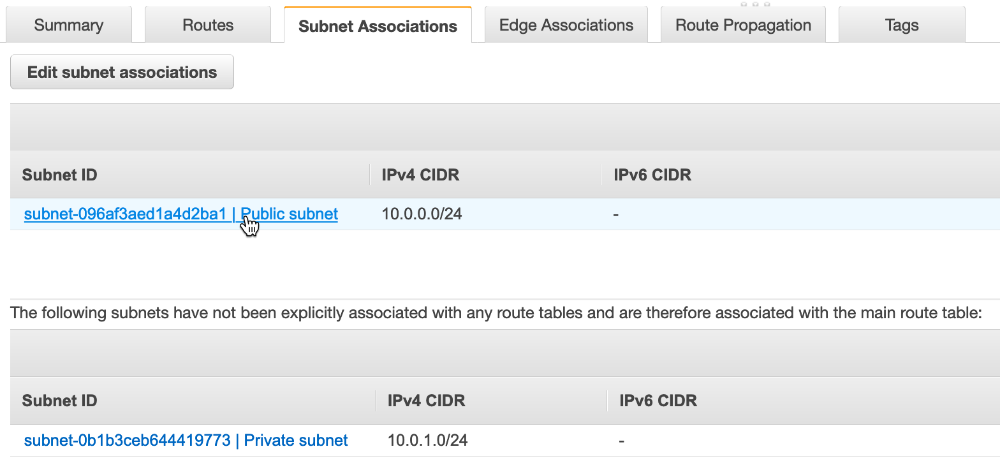 Summary Routes Subnet Associations Edge Associations Route Propagation Tags
Edit subnet associations
Subnet ID IPv4 CIDR IPv6 CIDR
subnet-096af3aed1a4d2ba1 | Public subnet 10.0.0.0/24 -
The following subnets have not been explicitly associated with any route tables and are therefore associated with the main route table:
Subnet ID IPv4 CIDR IPv6 CIDR
subnet-0b1b3ceb644419773 | Private subnet 10.0.1.0/24 -